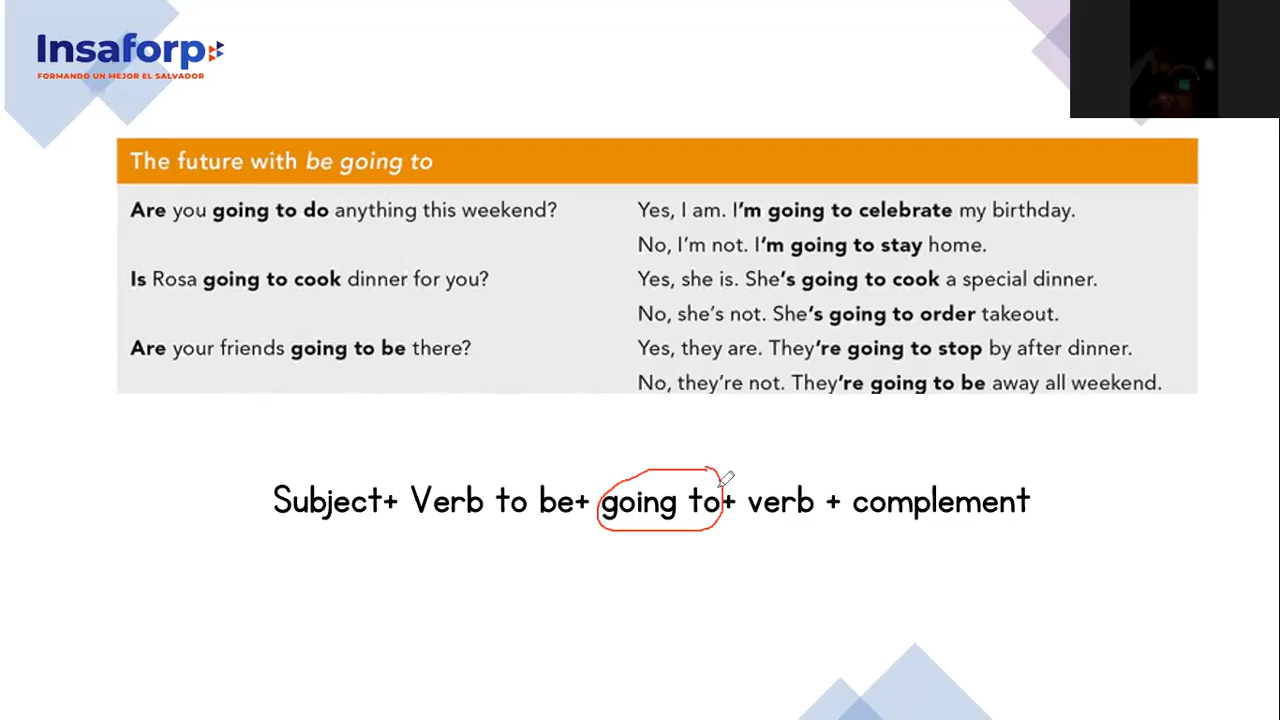 Insaforp
FORMANDO UN MEJOR EL SALVADOR
The future with be going to
Are you going to do anything this weekend?
Yes, I am. I'm going to celebrate my birthday.
No, I'm not. I'm going to stay home.
Is Rosa going to cook dinner for you?
Yes, she is. She's going to cook a special dinner.
No, she's not. She's going to order takeout.
Are your friends going to be there?
Yes, they are. They're going to stop by after dinner.
No, they're not. They're going to be away all weekend.
Subject+ Verb to be+ going to+ verb + complement